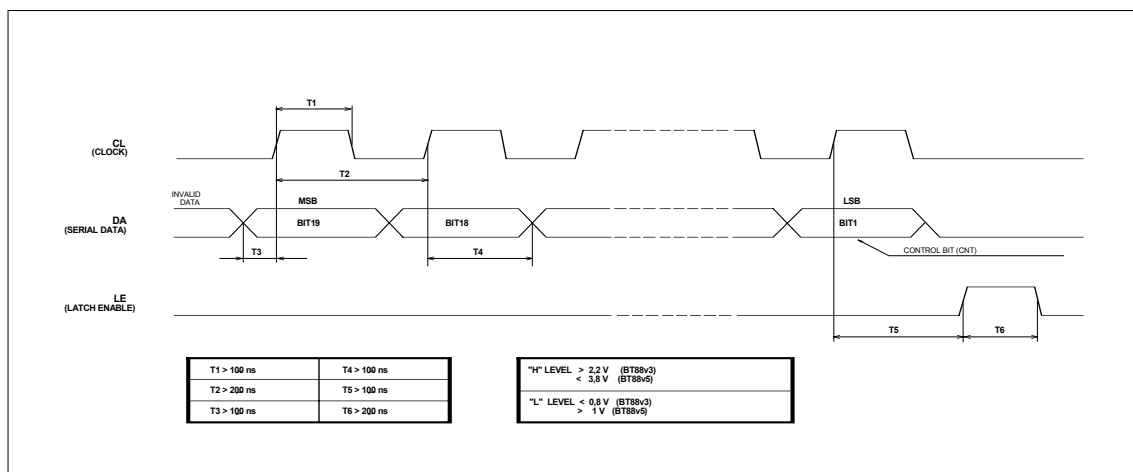 T1
CL
(CLOCK)
T2
INVALID
DATA
MSB
LSB
DA
(SERIAL DATA)
BIT19
BIT18
BIT1
T3
T4
CONTROL BIT (CNT)
LE
(LATCH ENABLE)
T5
T6
T1 > 100 ns
T4 > 100 ns
T2 > 200 ns
T5 > 100 ns
T3 > 100 ns
T6 > 200 ns
"H" LEVEL > 2,2 V (BT88v3)
< 3,8 V (BT88v5)
"L" LEVEL < 0,8 V (BT88v3)
> 1 V (BT88v5)